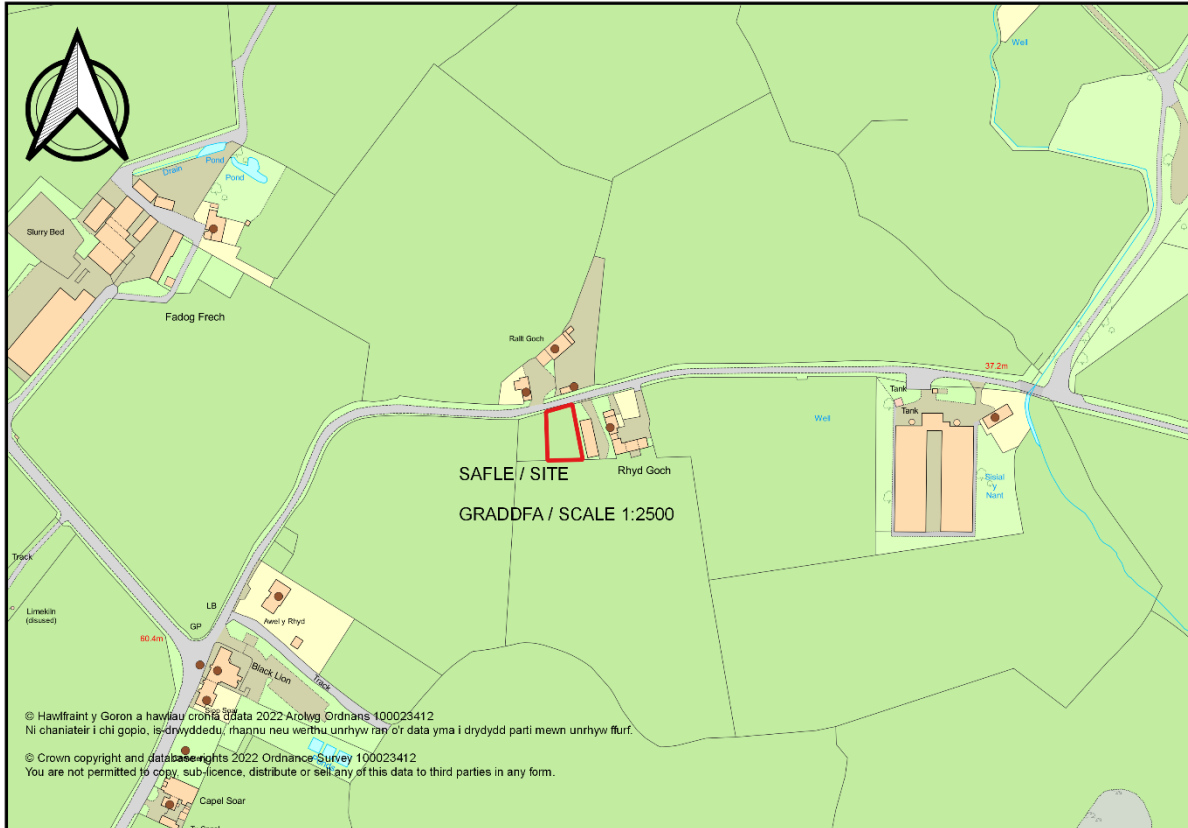 Well
Pond
Drain
Pond
Slurry Bed
Fadog Frech
Rallt Goch
37.2m
Tank
Tank
Well
SAFLE / SITE
Rhyd Goch
Sisial
y
Nant
GRADDFA / SCALE 1:2500
Track
Limekiln
(disused)
LB
GP
Awel y Rhyd
60.4m
Black Lion
Track
Siop Soar
© Hawlfraint y Goron a hawliau cronfa ddata 2022 Arolwg Ordnans 100023412
Ni chaniateir i chi gopio, is-drwyddedu, rhannu neu werthu unrhyw ran o'r data yma i drydydd parti mewn unrhyw ffurf.
© Crown copyright and database rights 2022 Ordnance Survey 100023412
You are not permitted to copy, sub-licence, distribute or sell any of this data to third parties in any form.
Capel Soar